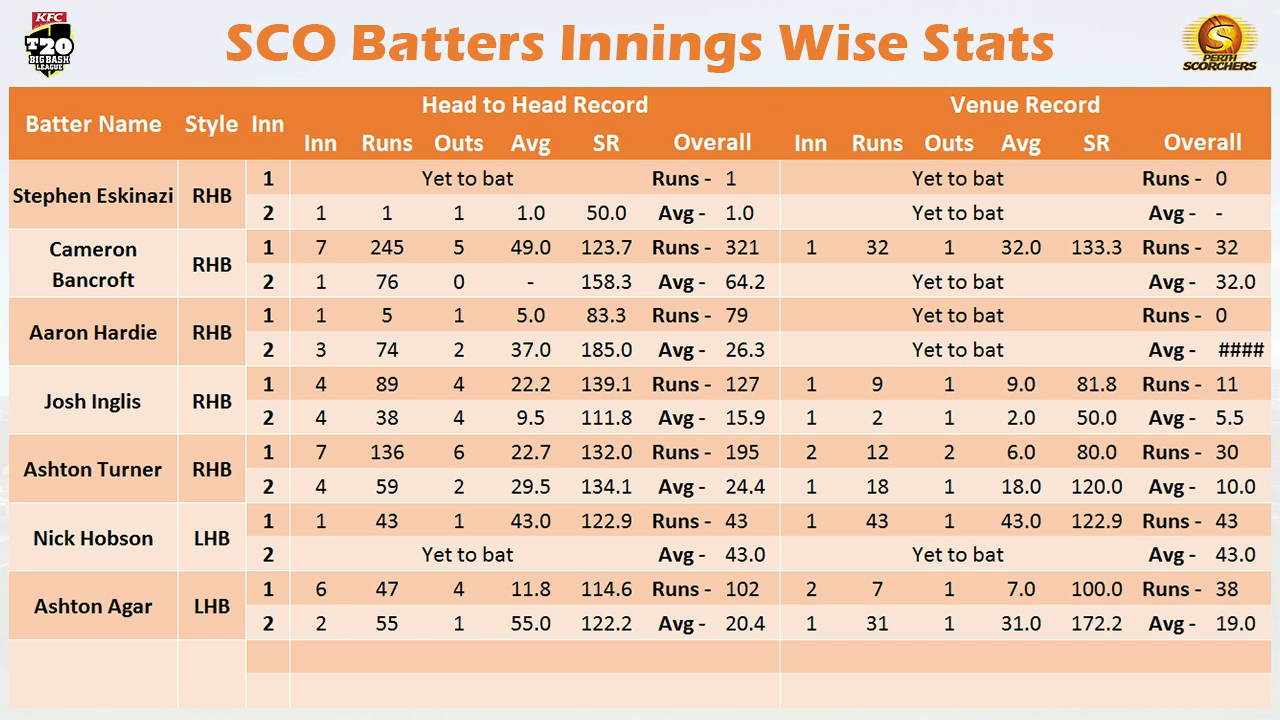 KFC
T20
BIG BASH
LEAGUE
SCO Batters Innings Wise Stats
PERTH
SCORCHERS
Batter Name Style Inn Head to Head Record Venue Record
Inn Runs Outs Avg SR Overall Inn Runs Outs Avg SR Overall
Stephen Eskinazi RHB 1 Yet to bat Runs - 1 Yet to bat Runs - 0
2 1 1 1 1.0 50.0 Avg - 1.0 Yet to bat Avg - -
Cameron Bancroft RHB 1 7 245 5 49.0 123.7 Runs - 321 1 32 1 32.0 133.3 Runs - 32
2 1 76 0 - 158.3 Avg - 64.2 Yet to bat Avg - 32.0
Aaron Hardie RHB 1 1 5 1 5.0 83.3 Runs - 79 Yet to bat Runs - 0
2 3 74 2 37.0 185.0 Avg - 26.3 Yet to bat Avg - ####
Josh Inglis RHB 1 4 89 4 22.2 139.1 Runs - 127 1 9 1 9.0 81.8 Runs - 11
2 4 38 4 9.5 111.8 Avg - 15.9 1 2 1 2.0 50.0 Avg - 5.5
Ashton Turner RHB 1 7 136 6 22.7 132.0 Runs - 195 2 12 2 6.0 80.0 Runs - 30
2 4 59 2 29.5 134.1 Avg - 24.4 1 18 1 18.0 120.0 Avg - 10.0
Nick Hobson LHB 1 1 43 1 43.0 122.9 Runs - 43 1 43 1 43.0 122.9 Runs - 43
2 Yet to bat Avg - 43.0 Yet to bat Avg - 43.0
Ashton Agar LHB 1 6 47 4 11.8 114.6 Runs - 102 2 7 1 7.0 100.0 Runs - 38
2 2 55 1 55.0 122.2 Avg - 20.4 1 31 1 31.0 172.2 Avg - 19.0